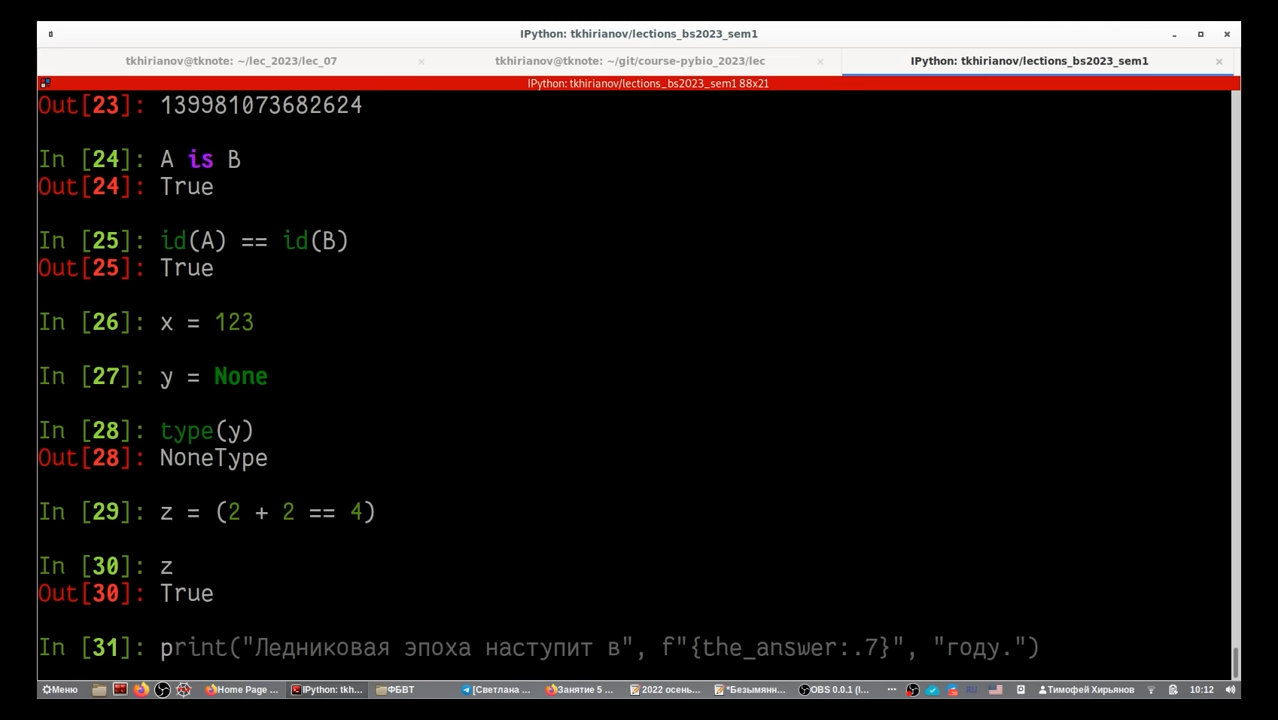 IPython: tkhirianov/lections_bs2023_sem1
tkhirianov@tknote: ~/lec_2023/lec_07
tkhirianov@tknote: ~/git/course-pybio_2023/lec
IPython: tkhirianov/lections_bs2023_sem1
IPython: tkhirianov/lections_bs2023_sem1 88x21
Out[23]: 139981073682624
In [24]: A is B
Out[24]: True
In [25]: id(A) == id(B)
Out[25]: True
In [26]: x = 123
In [27]: y = None
In [28]: type(y)
Out[28]: NoneType
In [29]: z = (2 + 2 == 4)
In [30]: z
Out[30]: True
In [31]: print("Ледниковая эпоха наступит в", f"{the_answer:.7}", "году.")
Меню Home Page ... IPython: tkh... ФБВТ [Светлана ... Занятие 5 ... 2022 осень... *Безымянн... OBS 0.0.1 (l... ... RU Тимофей Хирьянов 10:12